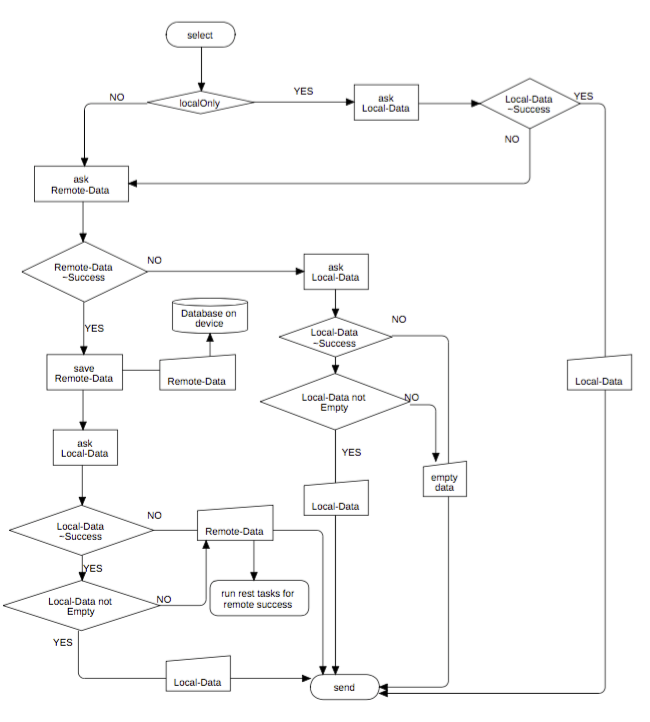 select
NO
localOnly
YES
ask
Local-Data
Local-Data
~Success
YES
NO
ask
Remote-Data
Remote-Data
~Success
NO
ask
Local-Data
YES
Database on
device
Local-Data
~Success
NO
save
Remote-Data
Remote-Data
Local-Data
Local-Data not
Empty
NO
ask
Local-Data
YES
empty
data
Local-Data
Local-Data
~Success
NO
Remote-Data
YES
Local-Data not
Empty
NO
run rest tasks for
remote success
YES
Local-Data
send